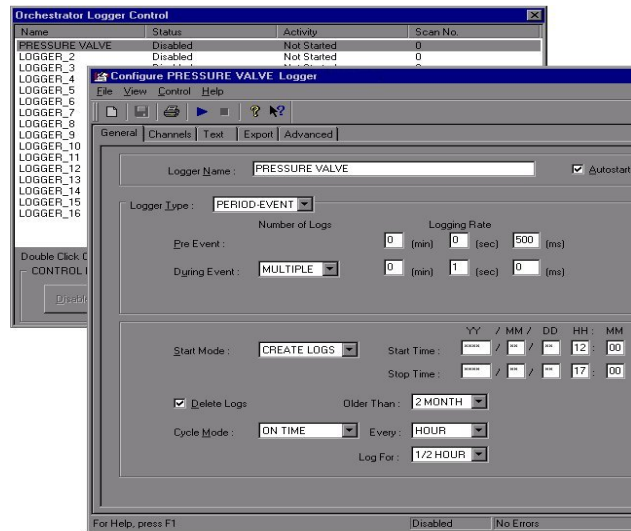 Orchestrator Logger Control
Name Status Activity Scan No.
PRESSURE VALVE Disabled Not Started 0
LOGGER_2 Disabled Not Started 0
LOGGER_3
LOGGER_4
LOGGER_5
LOGGER_6
LOGGER_7
LOGGER_8
LOGGER_9
LOGGER_10
LOGGER_11
LOGGER_12
LOGGER_13
LOGGER_14
LOGGER_15
LOGGER_16
Double Click
CONTROL
Configure PRESSURE VALVE Logger
File View Control Help
General Channels Text Export Advanced
Logger Name : PRESSURE VALVE Autostart
Logger Type : PERIOD-EVENT
Number of Logs Logging Rate
Pre Event : 0 (min) 0 (sec) 500 (ms)
During Event : MULTIPLE 0 (min) 1 (sec) 0 (ms)
YY / MM / DD HH : MM
Start Mode : CREATE LOGS Start Time : **** / ** / ** 12 : 00
Stop Time : **** / ** / ** 17 : 00
Delete Logs Older Than : 2 MONTH
Cycle Mode : ON TIME Every : HOUR
Log For : 1/2 HOUR
For Help, press F1 Disabled No Errors